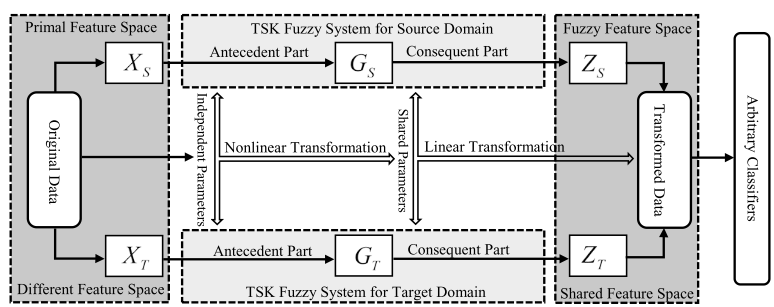 Primal Feature Space
TSK Fuzzy System for Source Domain
Fuzzy Feature Space
X_S
Antecedent Part
G_S
Consequent Part
Z_S
Original Data
Independent Parameters
Nonlinear Transformation
Shared Parameters
Linear Transformation
Transformed Data
Arbitrary Classifiers
X_T
Antecedent Part
G_T
Consequent Part
Z_T
Different Feature Space
TSK Fuzzy System for Target Domain
Shared Feature Space